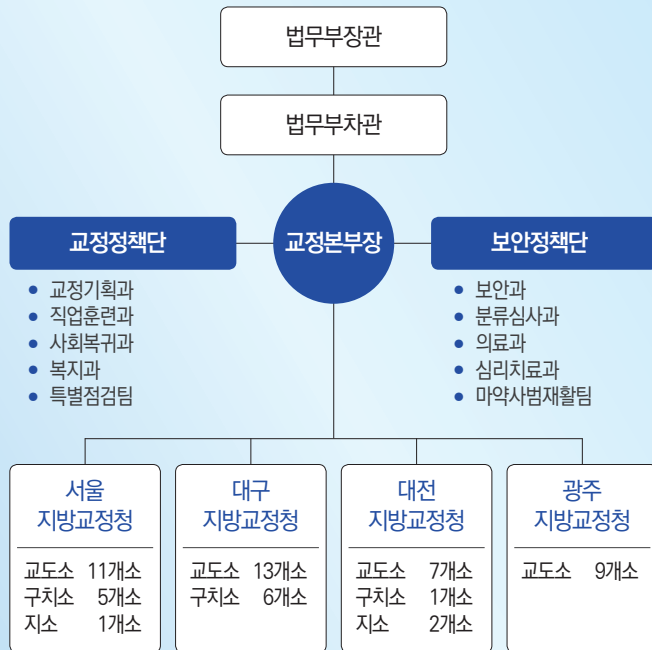 법무부장관
법무부차관
교정정책단
교정본부장
보안정책단
교정기획과
직업훈련과
사회복귀과
복지과
특별점검팀
보안과
분류심사과
의료과
심리치료과
마약사범재활팀
서울
지방교정청
교도소 11개소
구치소 5개소
지소 1개소
대구
지방교정청
교도소 13개소
구치소 6개소
대전
지방교정청
교도소 7개소
구치소 1개소
지소 2개소
광주
지방교정청
교도소 9개소